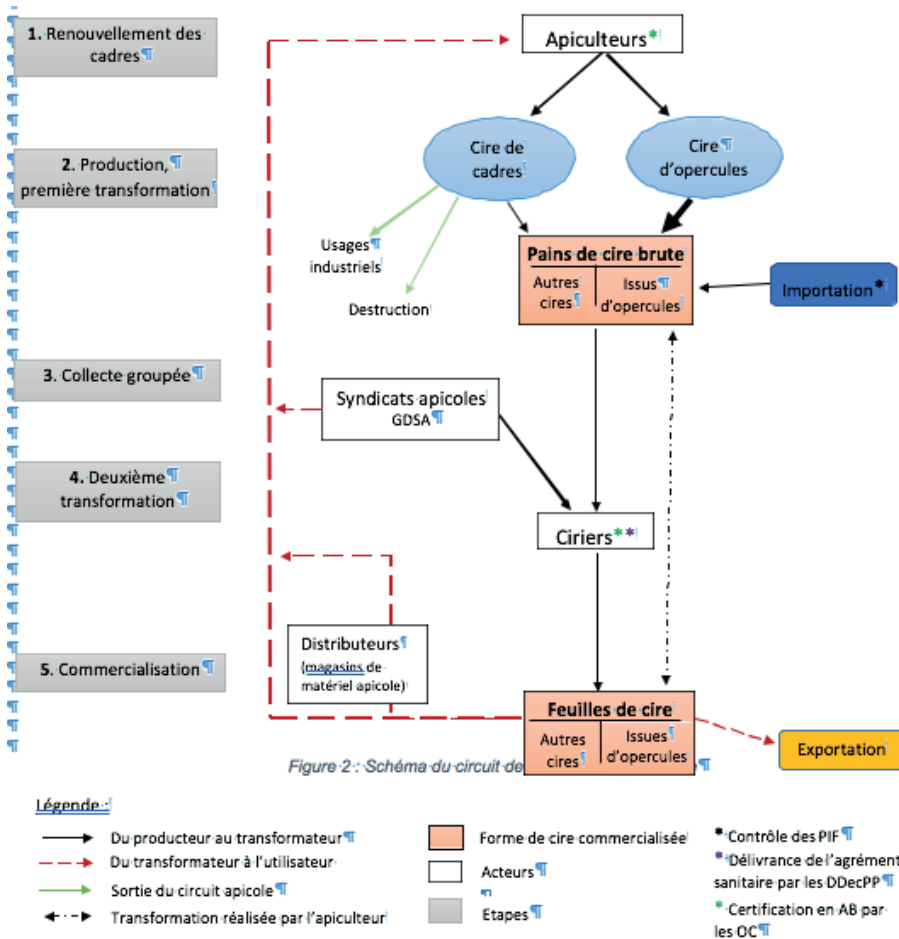 1. Renouvellement des
cadres¶
Apiculteurs*
2. Production,¶
première transformation¶
Cire de
cadres
Cire¶
d'opercules
Usages¶
industriels
Destruction
Pains de cire brute
Autres
cires¶
Issus¶
d'opercules
Importation*
3. Collecte groupée¶
Syndicats apicoles
GDSA¶
4. Deuxième¶
transformation¶
Ciriers**
5. Commercialisation¶
Distributeurs¶
(magasins de
matériel apicole)
Feuilles de cire
Autres
cires¶
Issues¶
d'opercules
Exportation
Figure 2 : Schéma du circuit de
¶
Légende :
Du producteur au transformateur¶
Du transformateur à l'utilisateur
Sortie du circuit apicole¶
Transformation réalisée par l'apiculteur
Forme de cire commercialisée
Acteurs¶
¶
Etapes¶
*Contrôle des PIF¶
*Délivrance de l'agrément
sanitaire par les DDecPP¶
* Certification en AB par
les OC¶